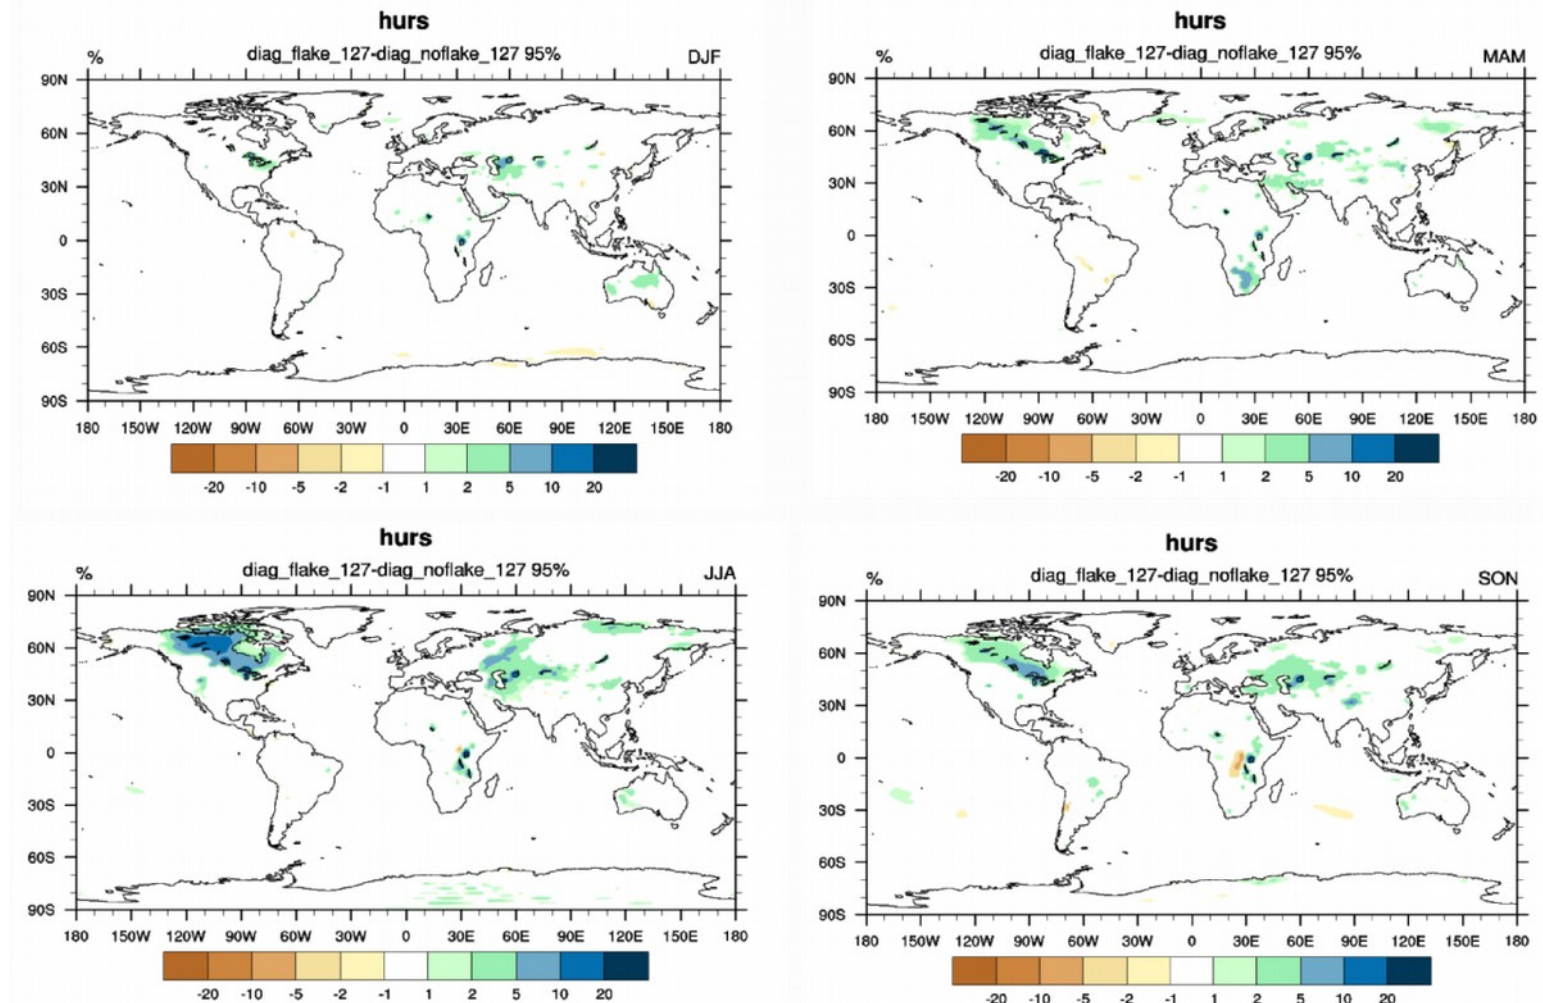 hurs
% diag_flake_127-diag_noflake_127 95% DJF
90N
60N
30N
0
30S
60S
90S
180 150W 120W 90W 60W 30W 0 30E 60E 90E 120E 150E 180
-20 -10 -5 -2 -1 1 2 5 10 20
hurs
% diag_flake_127-diag_noflake_127 95% MAM
90N
60N
30N
0
30S
60S
90S
180 150W 120W 90W 60W 30W 0 30E 60E 90E 120E 150E 180
-20 -10 -5 -2 -1 1 2 5 10 20
hurs
% diag_flake_127-diag_noflake_127 95% JJA
90N
60N
30N
0
30S
60S
90S
180 150W 120W 90W 60W 30W 0 30E 60E 90E 120E 150E 180
-20 -10 -5 -2 -1 1 2 5 10 20
hurs
% diag_flake_127-diag_noflake_127 95% SON
90N
60N
30N
0
30S
60S
90S
180 150W 120W 90W 60W 30W 0 30E 60E 90E 120E 150E 180
-20 -10 -5 -2 -1 1 2 5 10 20